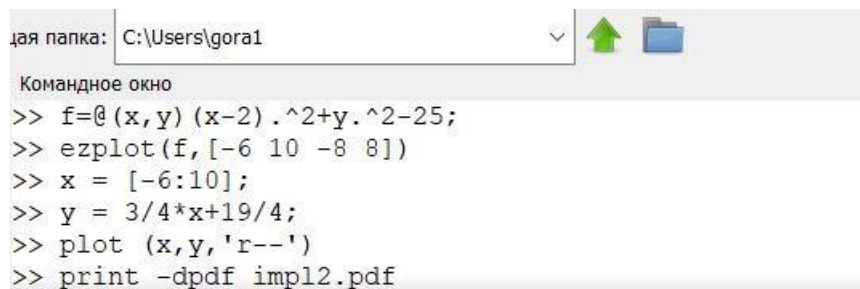 щая папка: C:\Users\gora1
Командное окно
>> f=@(x,y)(x-2).^2+y.^2-25;
>> ezplot(f,[-6 10 -8 8])
>> x = [-6:10];
>> y = 3/4*x+19/4;
>> plot (x,y,'r--')
>> print -dpdf impl2.pdf